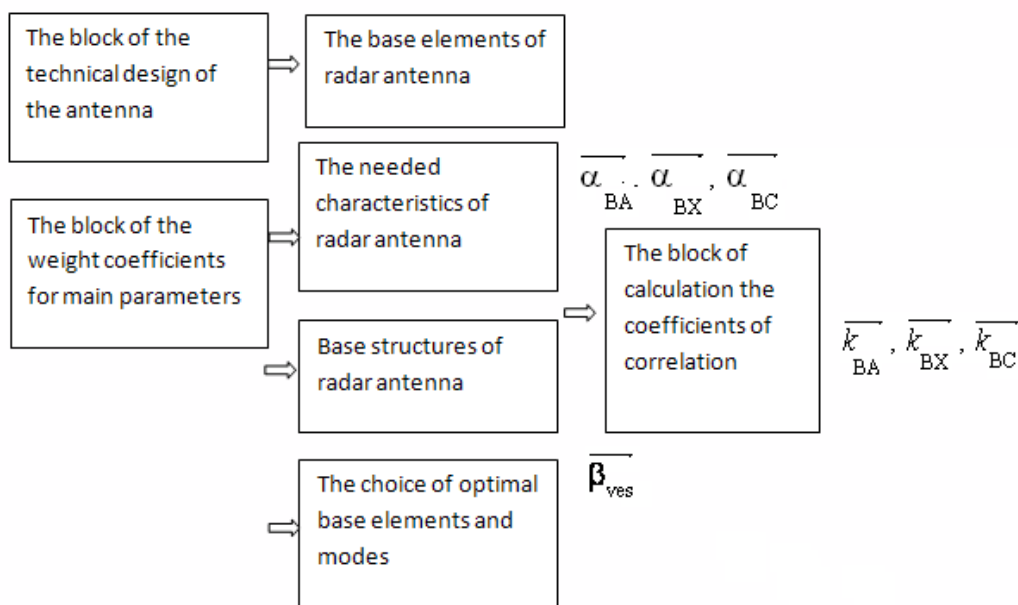 The block of the
technical design of
the antenna
The base elements of
radar antenna
The needed
characteristics of
radar antenna
α BA . α BX , α BC
The block of the
weight coefficients
for main parameters
The block of
calculation the
coefficients of
correlation
k BA , k BX , k BC
Base structures of
radar antenna
The choice of optimal
base elements and
modes
β ves